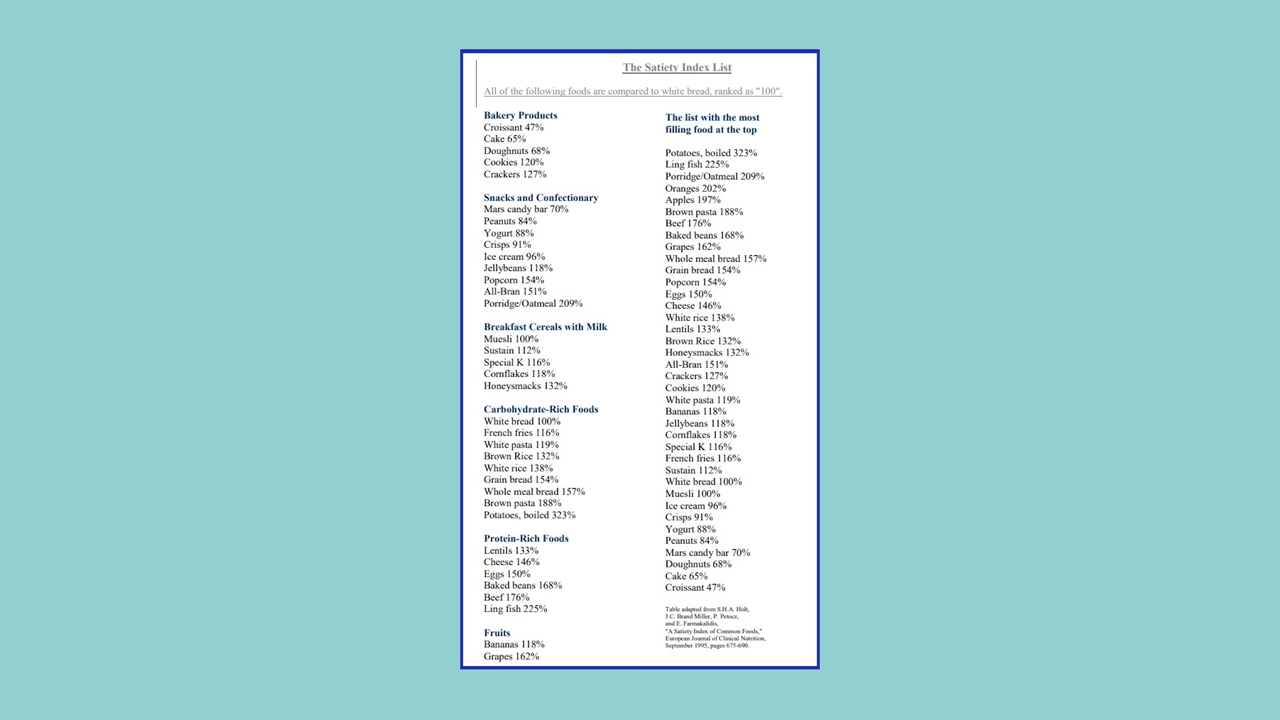 The Satiety Index List
All of the following foods are compared to white bread, ranked as "100".
Bakery Products
Croissant 47%
Cake 65%
Doughnuts 68%
Cookies 120%
Crackers 127%
Snacks and Confectionary
Mars candy bar 70%
Peanuts 84%
Yogurt 88%
Crisps 91%
Ice cream 96%
Jellybeans 118%
Popcorn 154%
All-Bran 151%
Porridge/Oatmeal 209%
Breakfast Cereals with Milk
Muesli 100%
Sustain 112%
Special K 116%
Cornflakes 118%
Honeysmacks 132%
Carbohydrate-Rich Foods
White bread 100%
French fries 116%
White pasta 119%
Brown Rice 132%
White rice 138%
Grain bread 154%
Whole meal bread 157%
Brown pasta 188%
Potatoes, boiled 323%
Protein-Rich Foods
Lentils 133%
Cheese 146%
Eggs 150%
Baked beans 168%
Beef 176%
Ling fish 225%
Fruits
Bananas 118%
Grapes 162%
The list with the most
filling food at the top
Potatoes, boiled 323%
Ling fish 225%
Porridge/Oatmeal 209%
Oranges 202%
Apples 197%
Brown pasta 188%
Beef 176%
Baked beans 168%
Grapes 162%
Whole meal bread 157%
Grain bread 154%
Popcorn 154%
Eggs 150%
Cheese 146%
White rice 138%
Lentils 133%
Brown Rice 132%
Honeysmacks 132%
All-Bran 151%
Crackers 127%
Cookies 120%
White pasta 119%
Bananas 118%
Jellybeans 118%
Cornflakes 118%
Special K 116%
French fries 116%
Sustain 112%
White bread 100%
Muesli 100%
Ice cream 96%
Crisps 91%
Yogurt 88%
Peanuts 84%
Mars candy bar 70%
Doughnuts 68%
Cake 65%
Croissant 47%
Table adapted from S.H.A. Holt,
J.C. Brand Miller, P. Petocz,
and E. Farmakalidis,
"A Satiety Index of Common Foods,"
European Journal of Clinical Nutrition,
September 1995, pages 675-690.